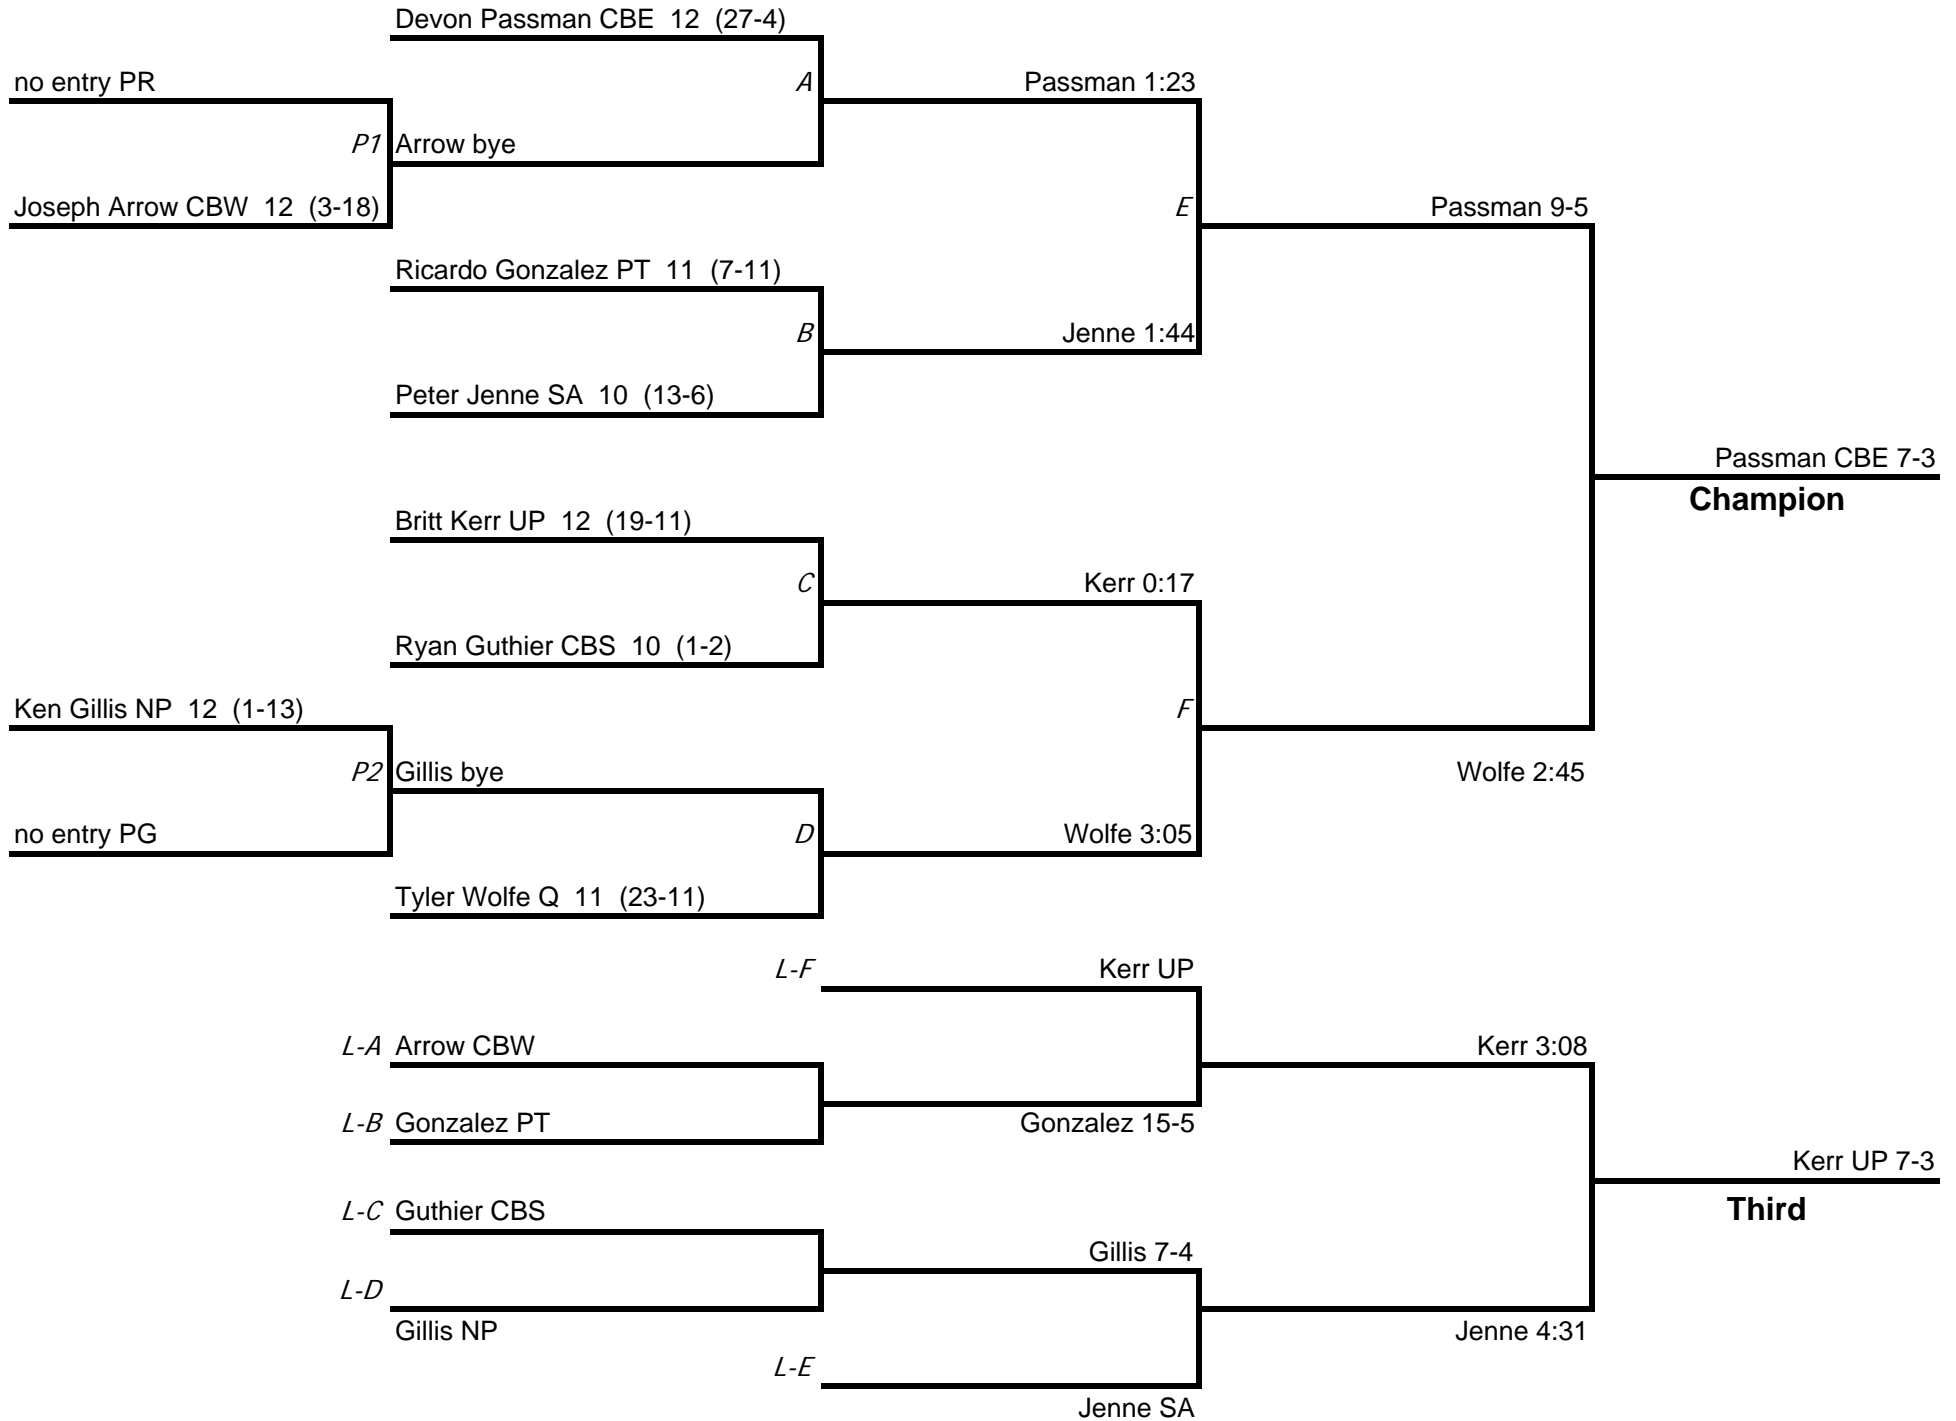 Devon Passman CBE 12 (27-4)
no entry PR
A
Passman 1:23
P1
Arrow bye
Joseph Arrow CBW 12 (3-18)
E
Passman 9-5
Ricardo Gonzalez PT 11 (7-11)
B
Jenne 1:44
Peter Jenne SA 10 (13-6)
Passman CBE 7-3
Champion
Britt Kerr UP 12 (19-11)
C
Kerr 0:17
Ryan Guthier CBS 10 (1-2)
Ken Gillis NP 12 (1-13)
F
P2
Gillis bye
Wolfe 2:45
no entry PG
D
Wolfe 3:05
Tyler Wolfe Q 11 (23-11)
L-F
Kerr UP
L-A
Arrow CBW
Kerr 3:08
L-B
Gonzalez PT
Gonzalez 15-5
Kerr UP 7-3
Third
L-C
Guthier CBS
Gillis 7-4
L-D
Gillis NP
Jenne 4:31
L-E
Jenne SA